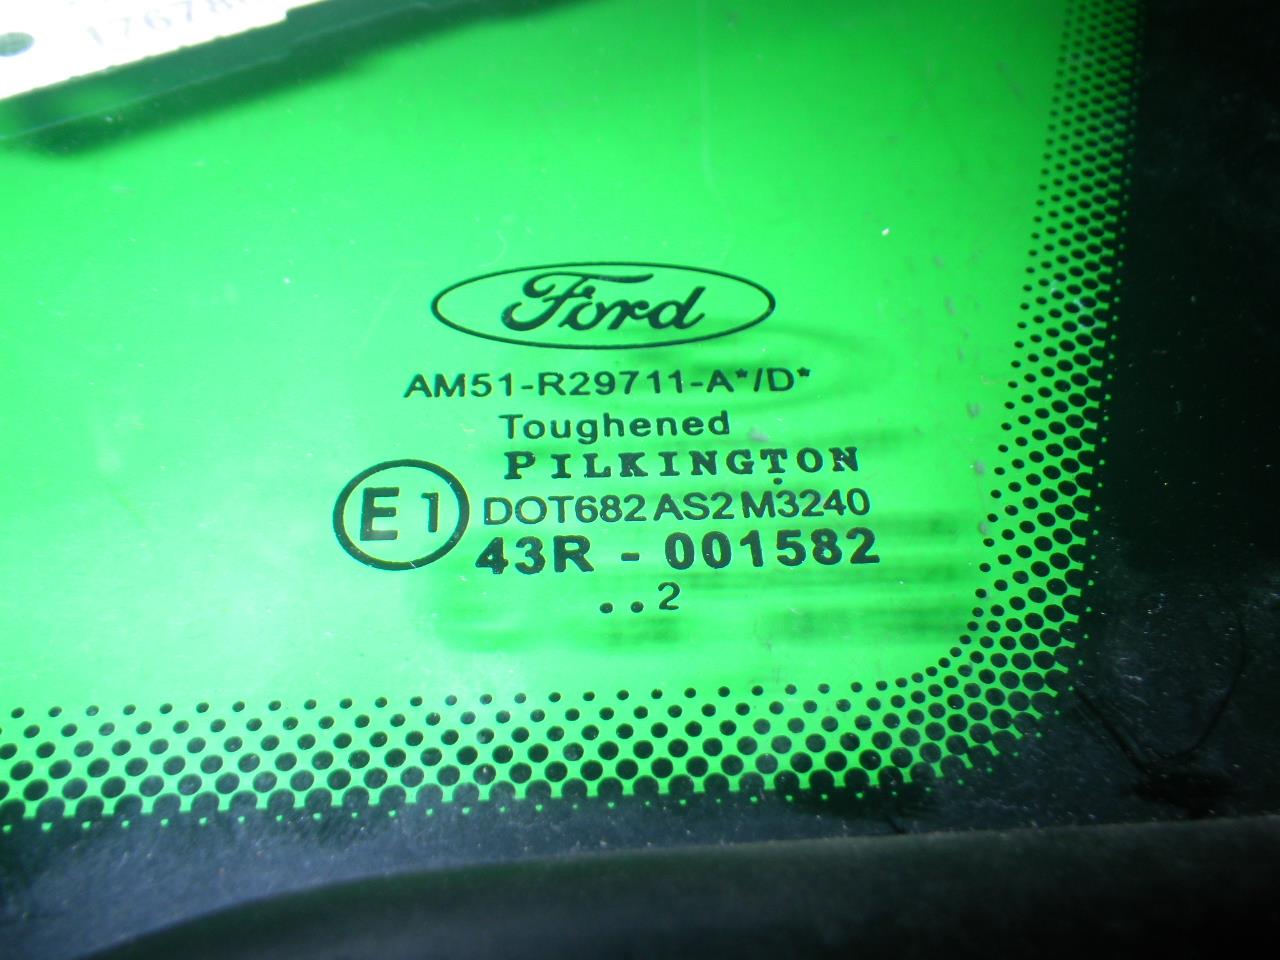 Ford
AM51-R29711-A*/D*
Toughened
PILKINGTON
E1
DOT682 AS2 M3240
43R - 001582
..2